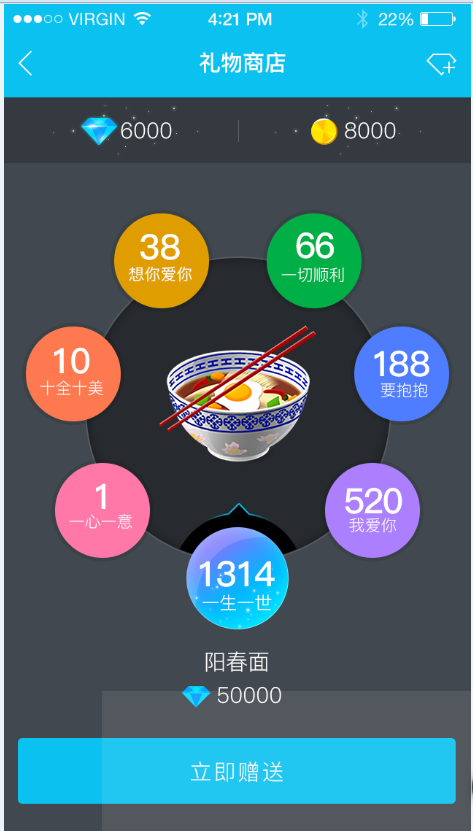 VIRGIN 4:21 PM 22%
礼物商店
6000 8000
38
想你爱你
66
一切顺利
10
十全十美
188
要抱抱
1
一心一意
520
我爱你
1314
一生一世
阳春面
50000
立即赠送